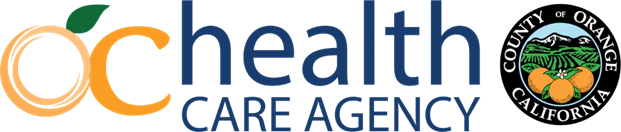 OC health
CARE AGENCY
COUNTY OF ORANGE
CALIFORNIA